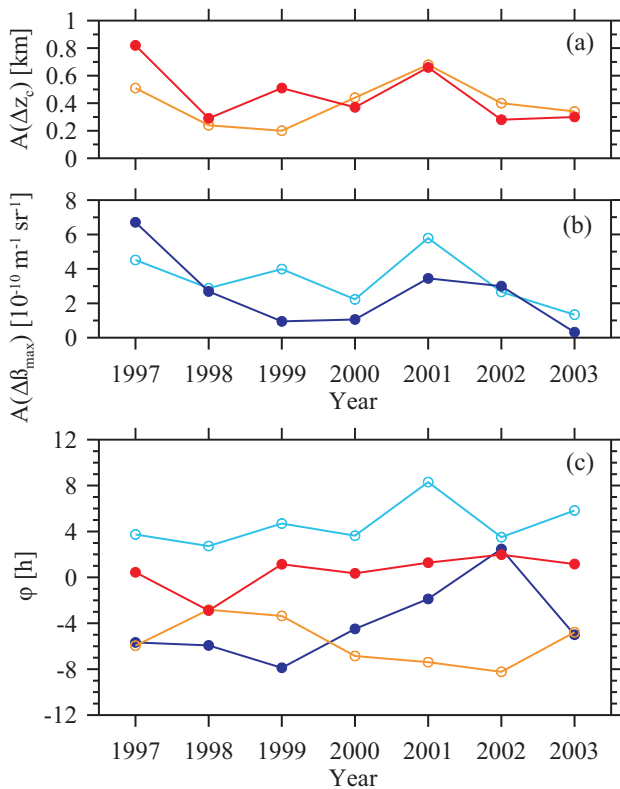 A(Δz_c) [km]
1
0.8
0.6
0.4
0.2
0
(a)
A(Δß_max) [10⁻¹⁰ m⁻¹ sr⁻¹]
8
6
4
2
0
(b)
1997 1998 1999 2000 2001 2002 2003
Year
φ [h]
12
8
4
0
-4
-8
-12
(c)
1997 1998 1999 2000 2001 2002 2003
Year